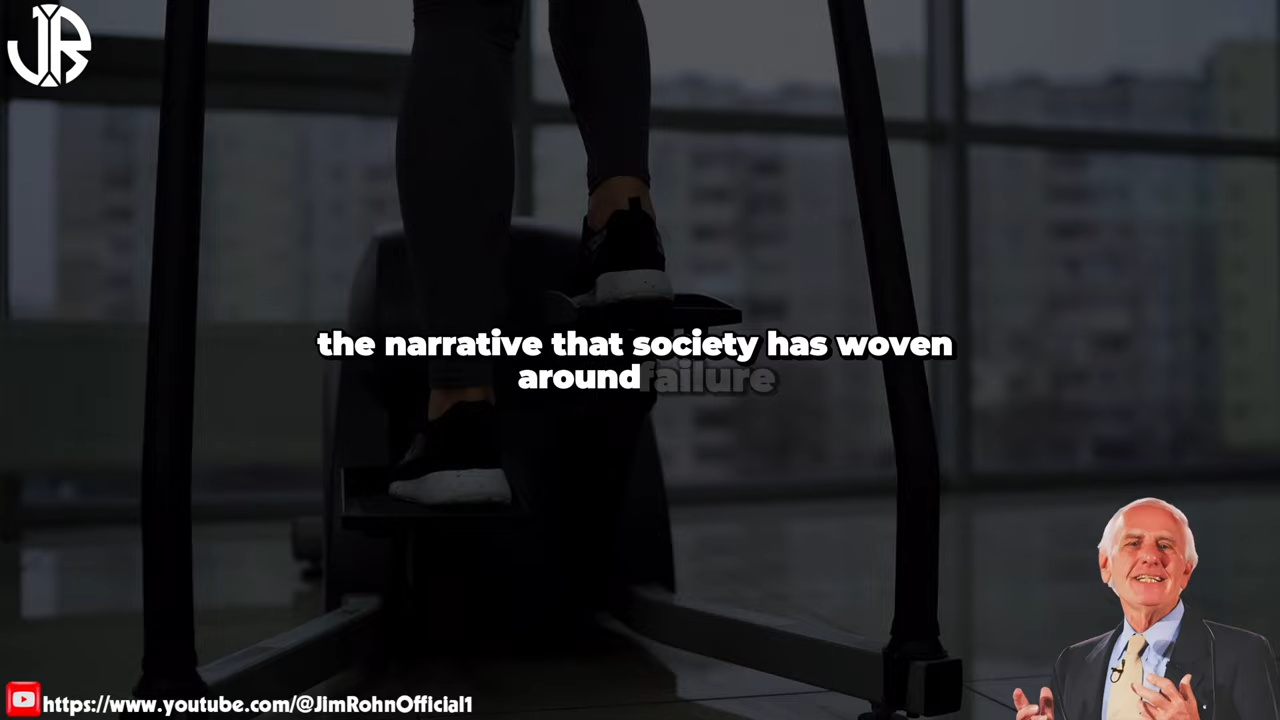 JR
the narrative that society has woven
around failure
https://www.youtube.com/@JimRohnOfficial1